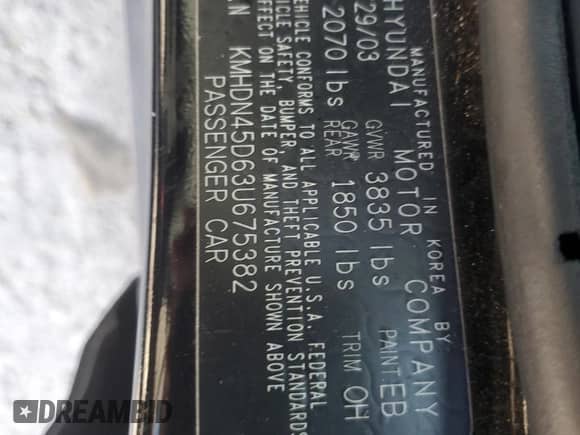 MANUFACTURED IN KOREA BY
HYUNDAI MOTOR COMPANY
29/03 GVWR 3835 lbs PAINT EB
2070 lbs GAWR REAR 1850 lbs TRIM OH
VEHICLE CONFORMS TO ALL APPLICABLE U.S.A. FEDERAL
SAFETY, BUMPER, AND THEFT PREVENTION STANDARDS
EFFECT ON THE DATE OF MANUFACTURE SHOWN ABOVE
KMHDN45D63U675382
PASSENGER CAR
DREAMBID